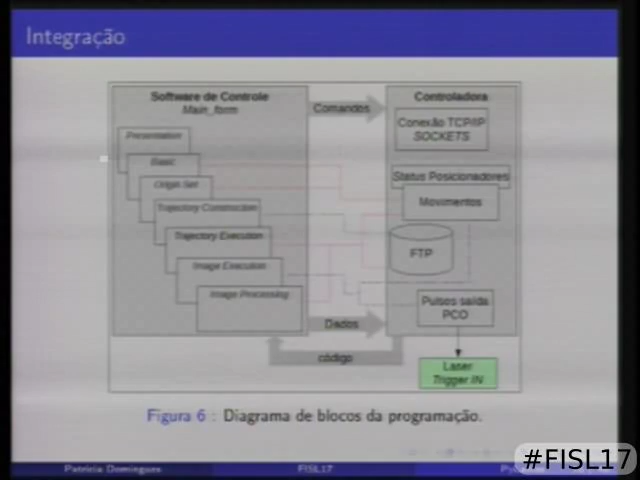 Integração
Software de Controle
Main_form
Presentation
Basic
Origin Set
Trajectory Construction
Trajectory Execution
Image Execution
Image Processing
Comandos
Dados
código
Controladora
Conexão TCP/IP
SOCKETS
Status Posicionadores
Movimentos
FTP
Pulsos saída
PCO
Laser
Trigger IN
Figura 6 : Diagrama de blocos da programação.
Patrícia Domingues
FISL17
#FISL17